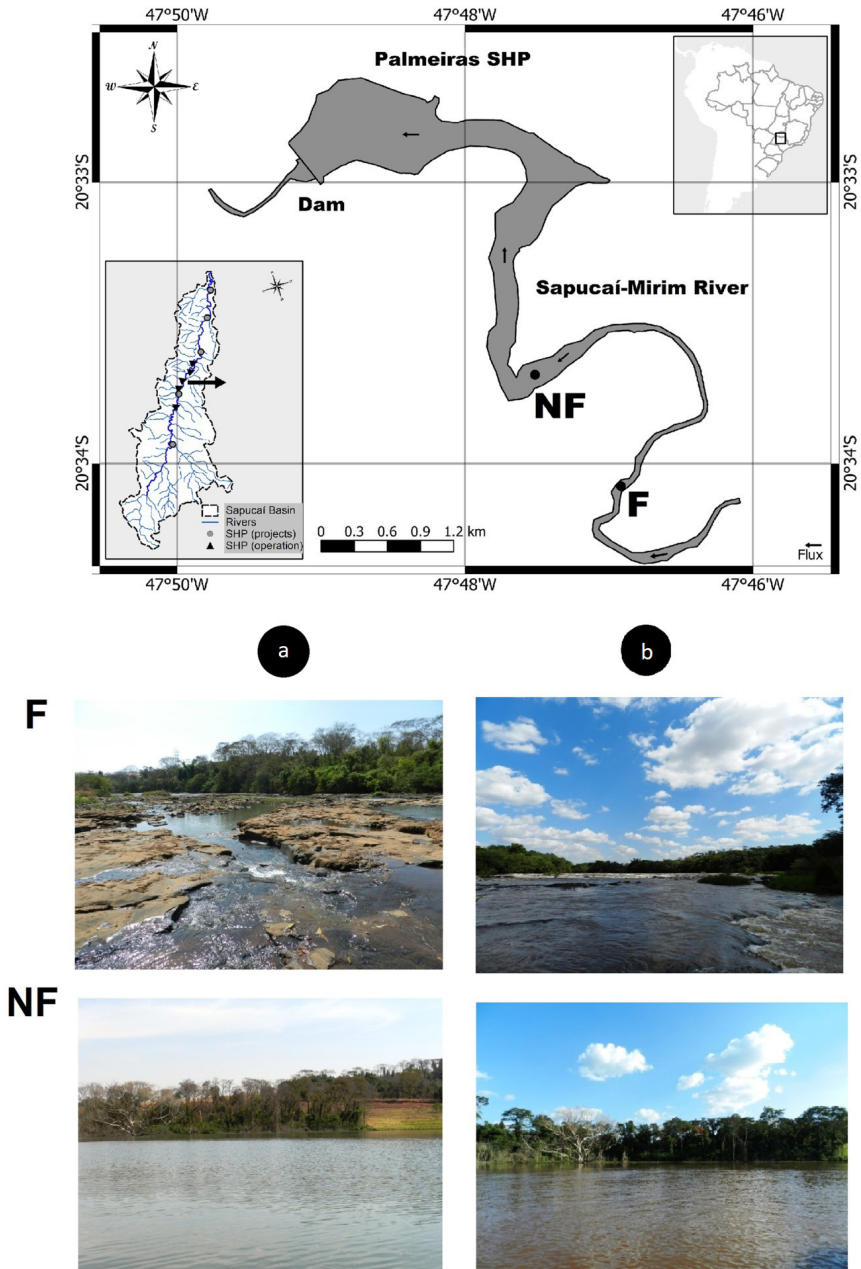 47°50'W 47°48'W 47°46'W
N
W E
S
Palmeiras SHP
20°33'S 20°33'S
Dam
Sapucaí-Mirim River
NF
20°34'S 20°34'S
F
Sapucaí Basin
Rivers
SHP (projects)
SHP (operation)
0 0.3 0.6 0.9 1.2 km
Flux
47°50'W 47°48'W 47°46'W
a b
F
NF